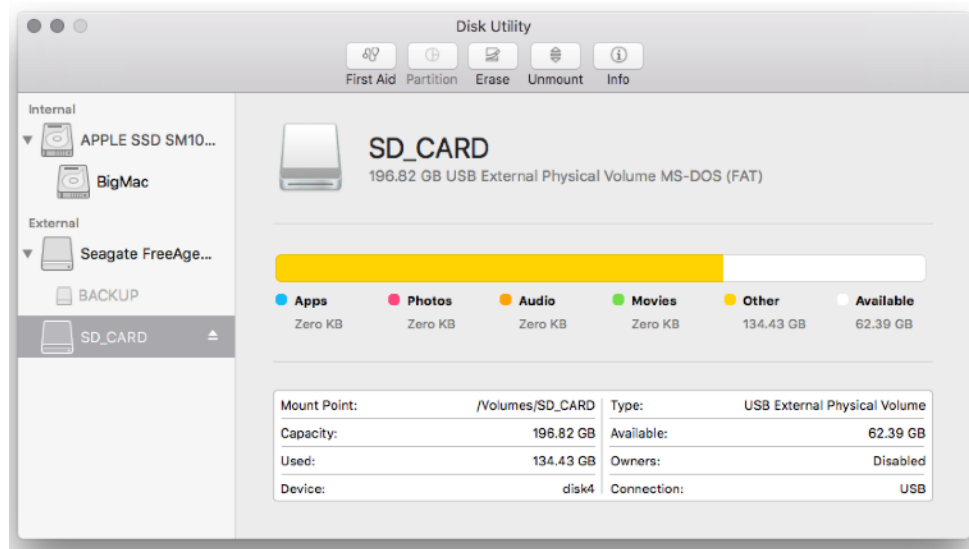 Disk Utility
First Aid Partition Erase Unmount Info
Internal
APPLE SSD SM10...
BigMac
External
Seagate FreeAge...
BACKUP
SD_CARD
SD_CARD
196.82 GB USB External Physical Volume MS-DOS (FAT)
Apps Photos Audio Movies Other Available
Zero KB Zero KB Zero KB Zero KB 134.43 GB 62.39 GB
Mount Point: /Volumes/SD_CARD Type: USB External Physical Volume
Capacity: 196.82 GB Available: 62.39 GB
Used: 134.43 GB Owners: Disabled
Device: disk4 Connection: USB